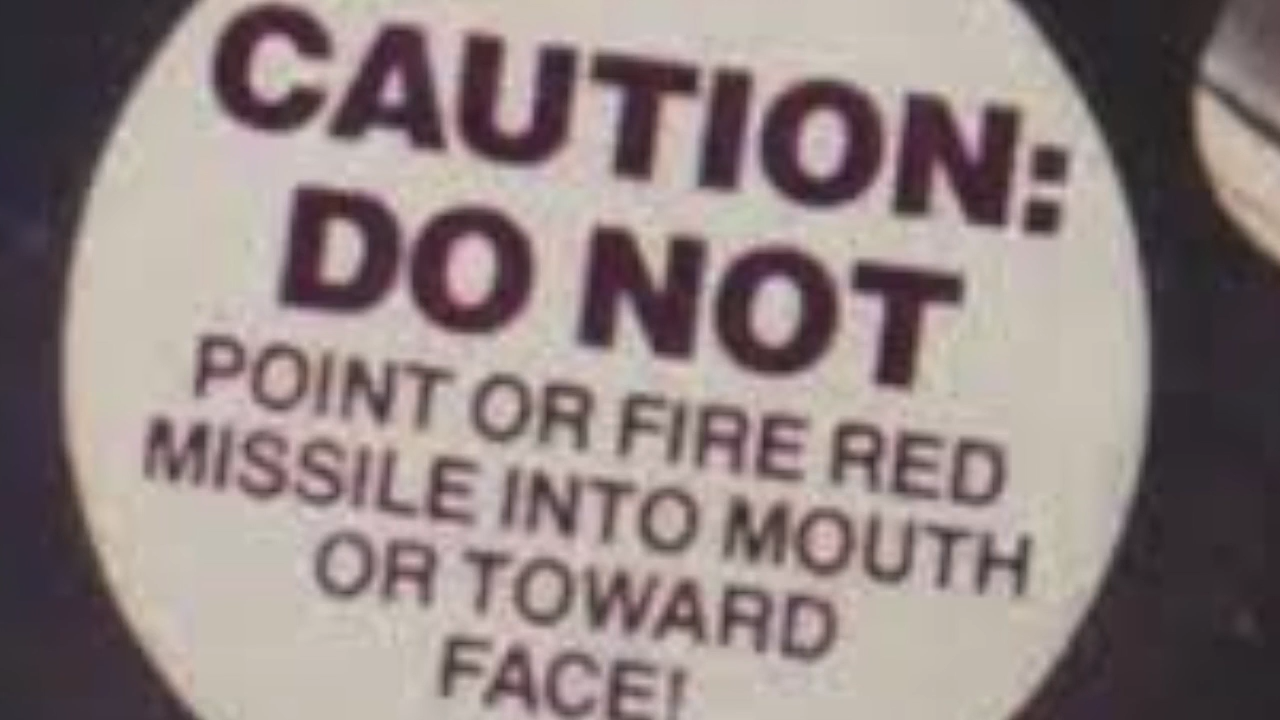 CAUTION:
DO NOT
POINT OR FIRE RED
MISSILE INTO MOUTH
OR TOWARD
FACE!